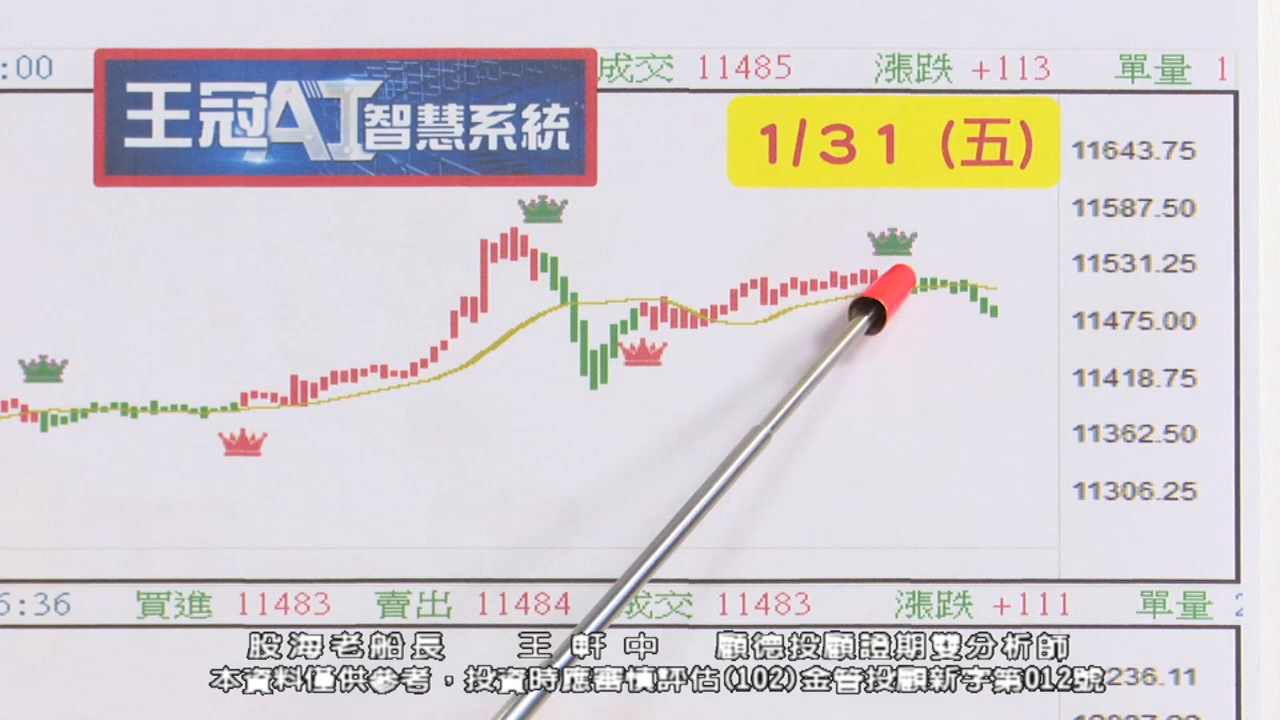 :00 成交 11485 漲跌 +113 單量 1
王冠AI智慧系統
1/31 (五)
11643.75
11587.50
11531.25
11475.00
11418.75
11362.50
11306.25
6:36 買進 11483 賣出 11484 成交 11483 漲跌 +111 單量 2
股海老船長 王軒中 顧德投顧證期雙分析師
本資料僅供參考，投資時應審慎評估(102)金管投顧新字第012號
236.11